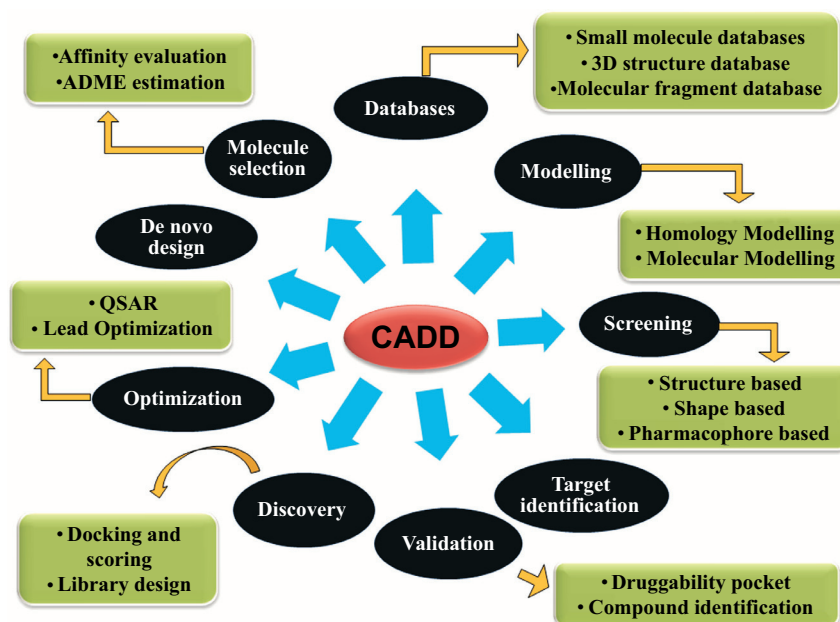 • Affinity evaluation
• ADME estimation
Databases
• Small molecule databases
• 3D structure database
• Molecular fragment database
Molecule
selection
Modelling
• Homology Modelling
• Molecular Modelling
De novo
design
• QSAR
• Lead Optimization
CADD
Screening
• Structure based
• Shape based
• Pharmacophore based
Optimization
Target
identification
Discovery
Validation
• Docking and
scoring
• Library design
• Druggability pocket
• Compound identification